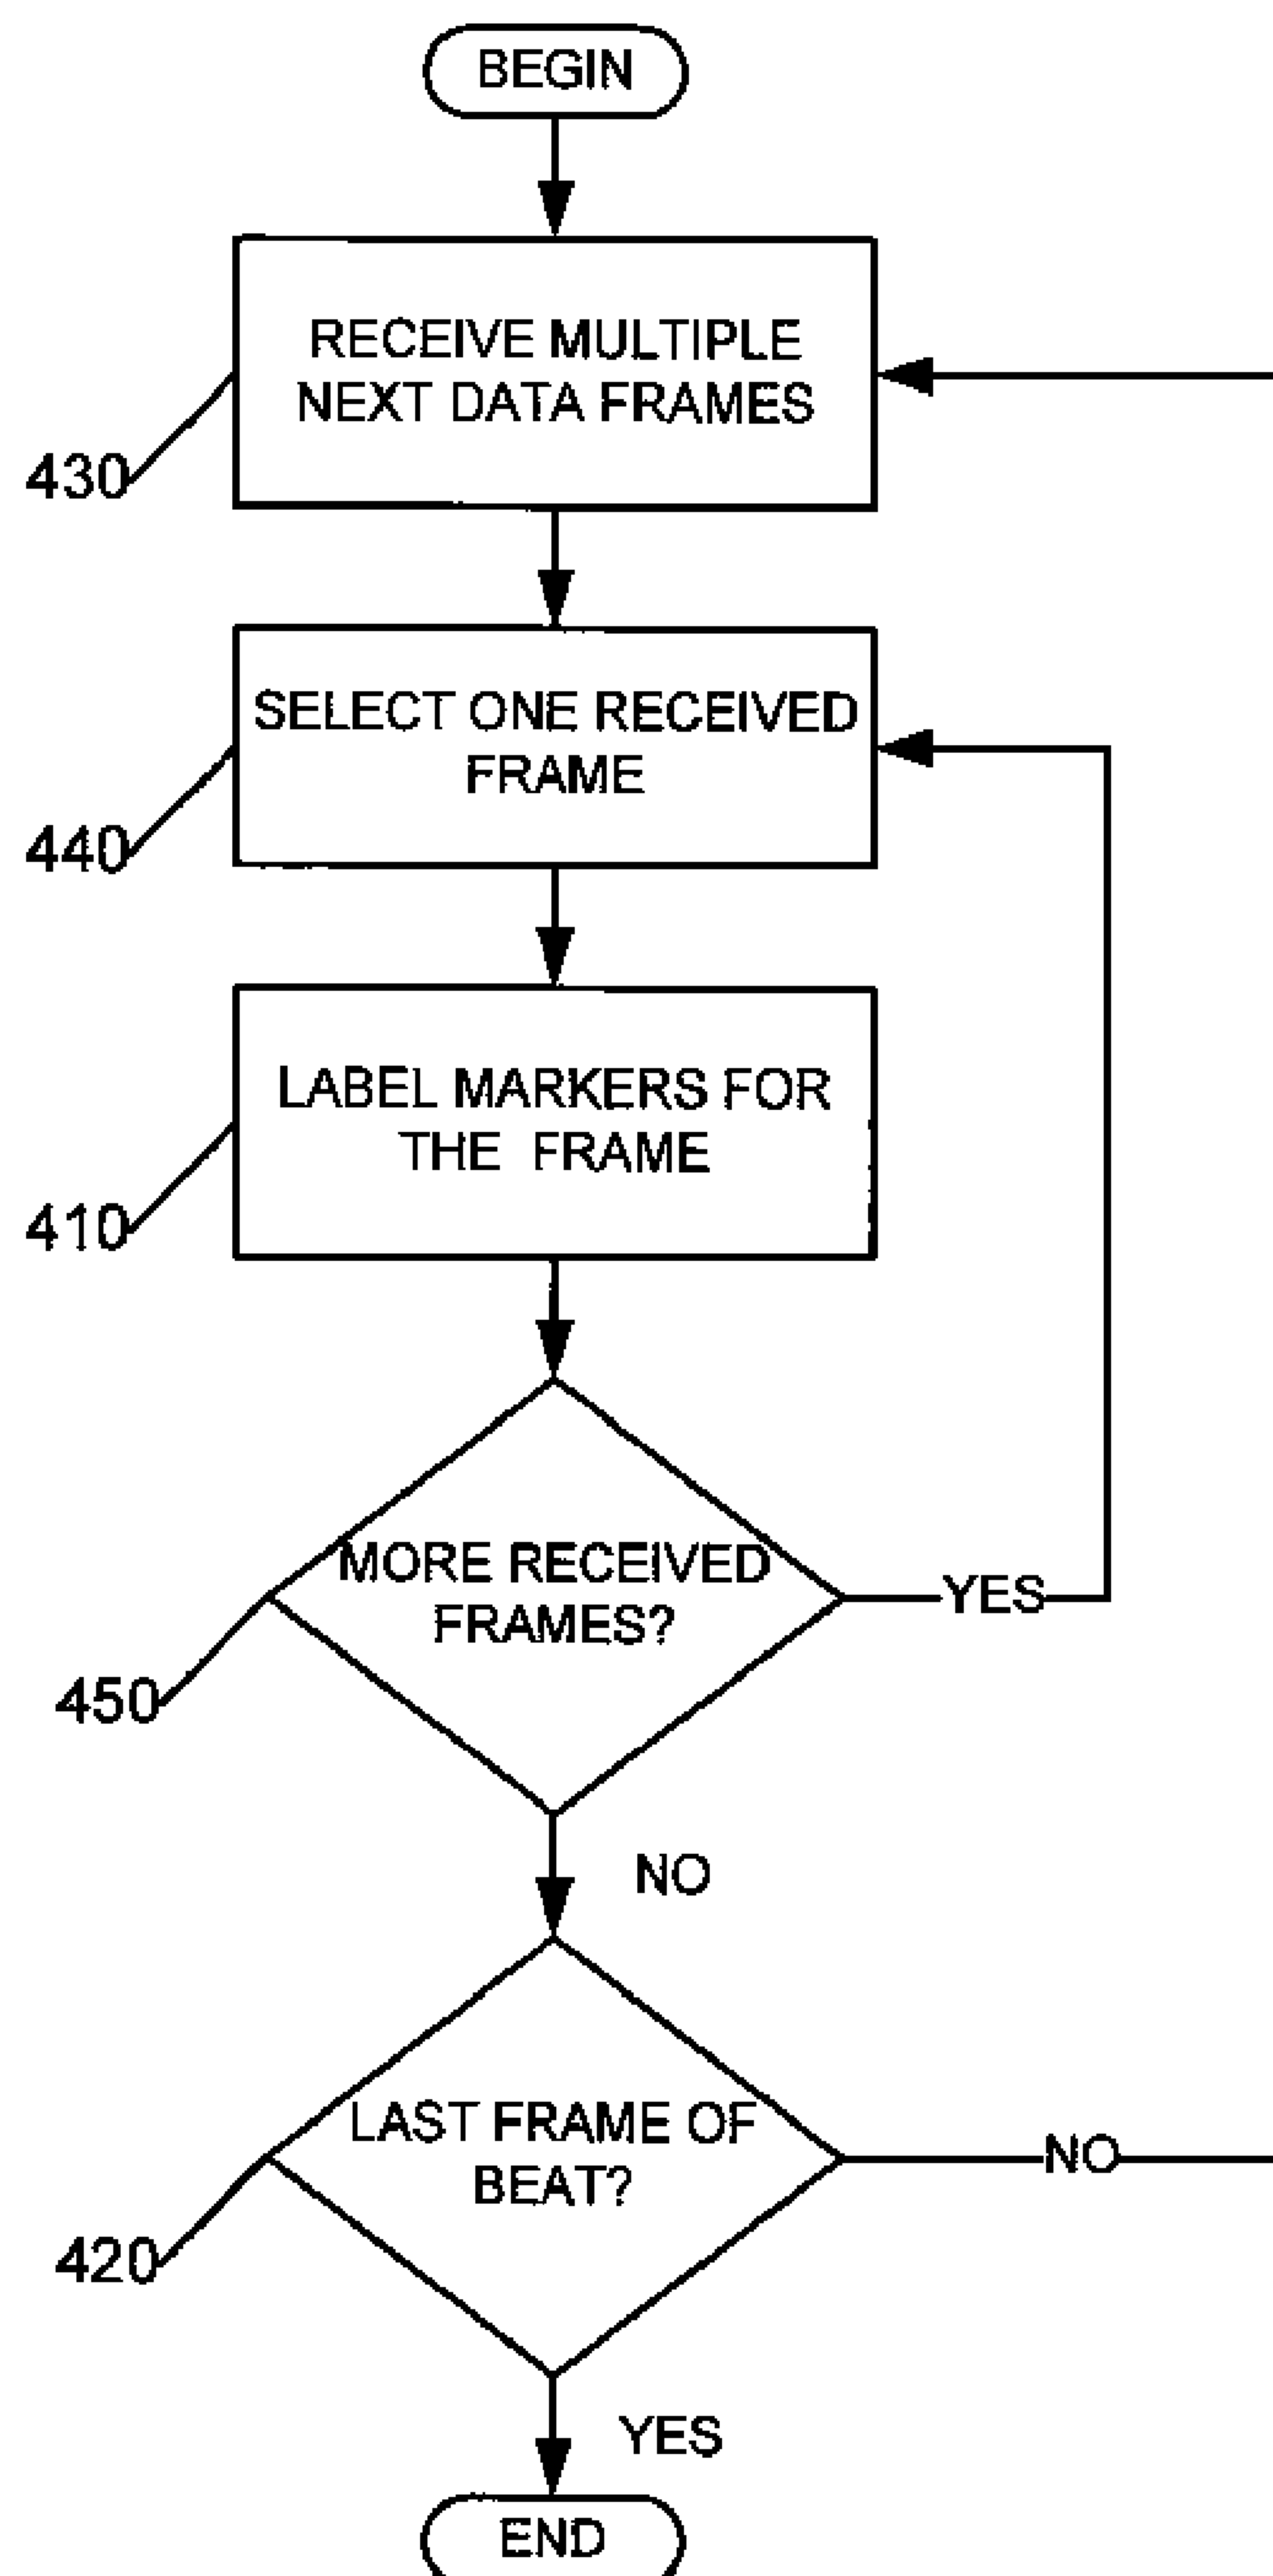 BEGIN
RECEIVE MULTIPLE
NEXT DATA FRAMES
430
SELECT ONE RECEIVED
FRAME
440
LABEL MARKERS FOR
THE FRAME
410
MORE RECEIVED
FRAMES?
YES
450
NO
LAST FRAME OF
BEAT?
NO
420
YES
END